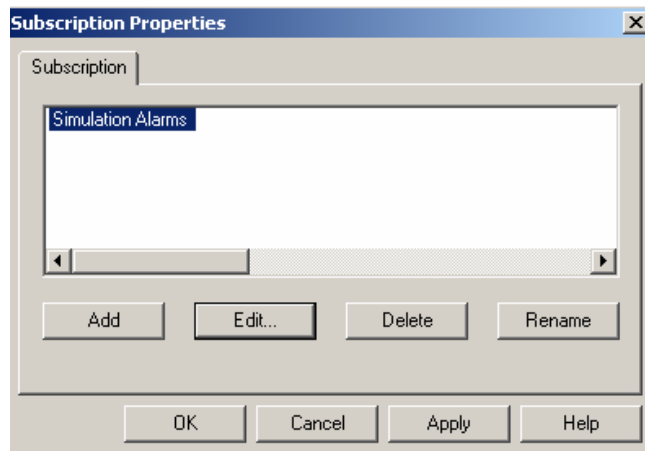 Subscription Properties
Subscription
Simulation Alarms
Add Edit... Delete Rename
OK Cancel Apply Help